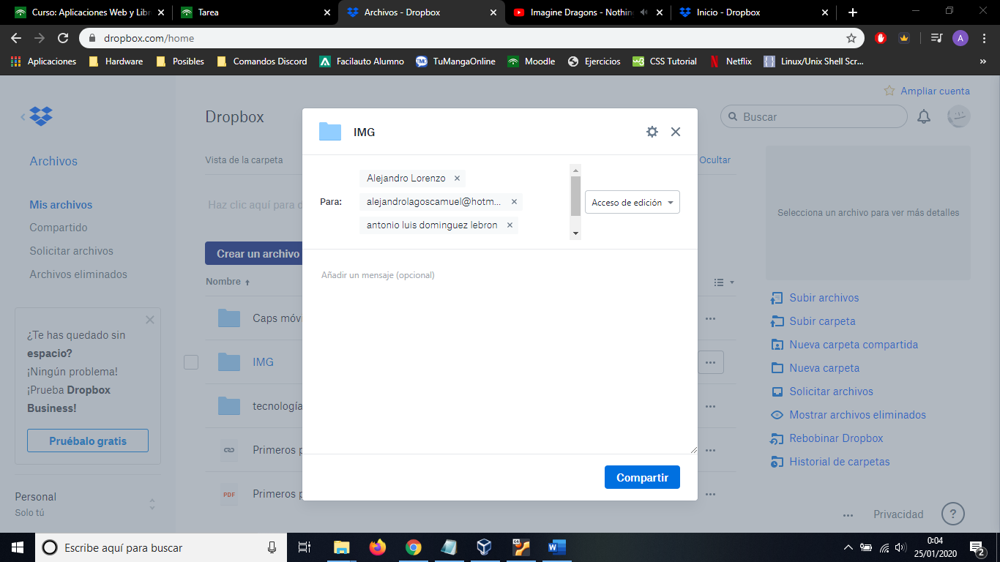 Curso: Aplicaciones Web y Libr
Tarea
Archivos - Dropbox
Imagine Dragons - Nothin
Inicio - Dropbox
dropbox.com/home
A
Aplicaciones
Hardware
Posibles
Comandos Discord
Facilauto Alumno
TuMangaOnline
Moodle
Ejercicios
CSS Tutorial
Netflix
Linux/Unix Shell Scr...
»
Ampliar cuenta
Dropbox
Buscar
Archivos
Vista de la carpeta
Ocultar
Mis archivos
Compartido
Solicitar archivos
Archivos eliminados
Haz clic aquí para d
Selecciona un archivo para ver más detalles
Crear un archivo
Nombre
Caps móvi
IMG
tecnología
Primeros p
PDF
Primeros p
¿Te has quedado sin
espacio?
¡Ningún problema!
¡Prueba Dropbox
Business!
Pruébalo gratis
Personal
Solo tú
IMG
Para:
Alejandro Lorenzo
alejandrolagoscamuel@hotm...
antonio luis dominguez lebron
Acceso de edición
Añadir un mensaje (opcional)
Compartir
Subir archivos
Subir carpeta
Nueva carpeta compartida
Nueva carpeta
Solicitar archivos
Mostrar archivos eliminados
Rebobinar Dropbox
Historial de carpetas
Privacidad
?
Escribe aquí para buscar
0:04
25/01/2020
2